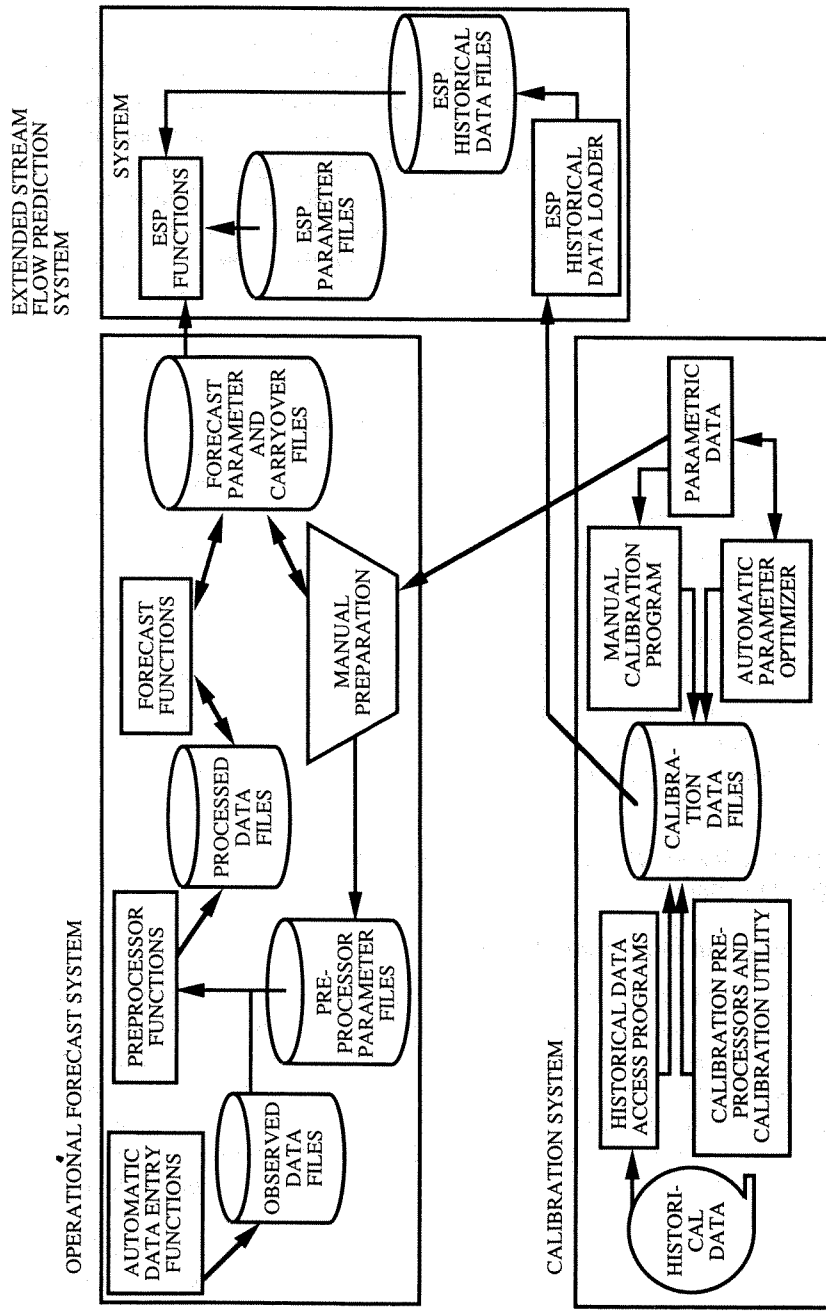 OPERATIONAL FORECAST SYSTEM
AUTOMATIC
DATA ENTRY
FUNCTIONS
OBSERVED
DATA
FILES
PREPROCESSOR
FUNCTIONS
PRE-
PROCESSOR
PARAMETER
FILES
PROCESSED
DATA
FILES
FORECAST
FUNCTIONS
MANUAL
PREPARATION
FORECAST
PARAMETER
AND
CARRYOVER
FILES
EXTENDED STREAM
FLOW PREDICTION
SYSTEM
SYSTEM
ESP
FUNCTIONS
ESP
PARAMETER
FILES
ESP
HISTORICAL
DATA FILES
ESP
HISTORICAL
DATA LOADER
CALIBRATION SYSTEM
HISTORI-
CAL
DATA
HISTORICAL DATA
ACCESS PROGRAMS
CALIBRATION PRE-
PROCESSORS AND
CALIBRATION UTILITY
CALIBRA-
TION
DATA
FILES
MANUAL
CALIBRATION
PROGRAM
AUTOMATIC
PARAMETER
OPTIMIZER
PARAMETRIC
DATA